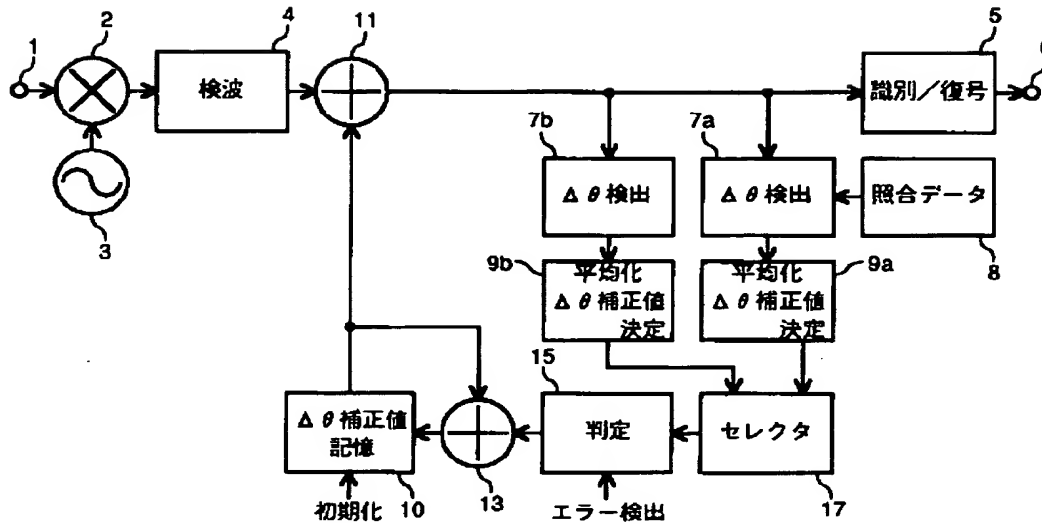 1
2
3
4
検波
11
5
識別/復号
6
7b
Δθ検出
7a
Δθ検出
照合データ
8
9b
平均化
Δθ補正値
決定
9a
平均化
Δθ補正値
決定
Δθ補正値
記憶
10
初期化
13
15
判定
エラー検出
セレクタ
17